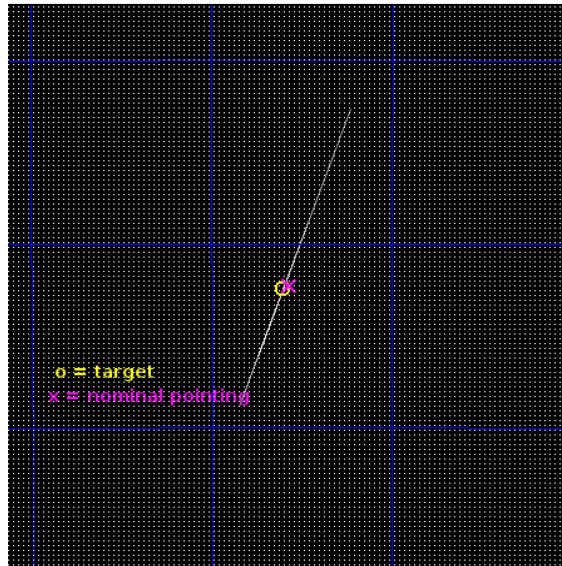 o = target
x = nominal pointing